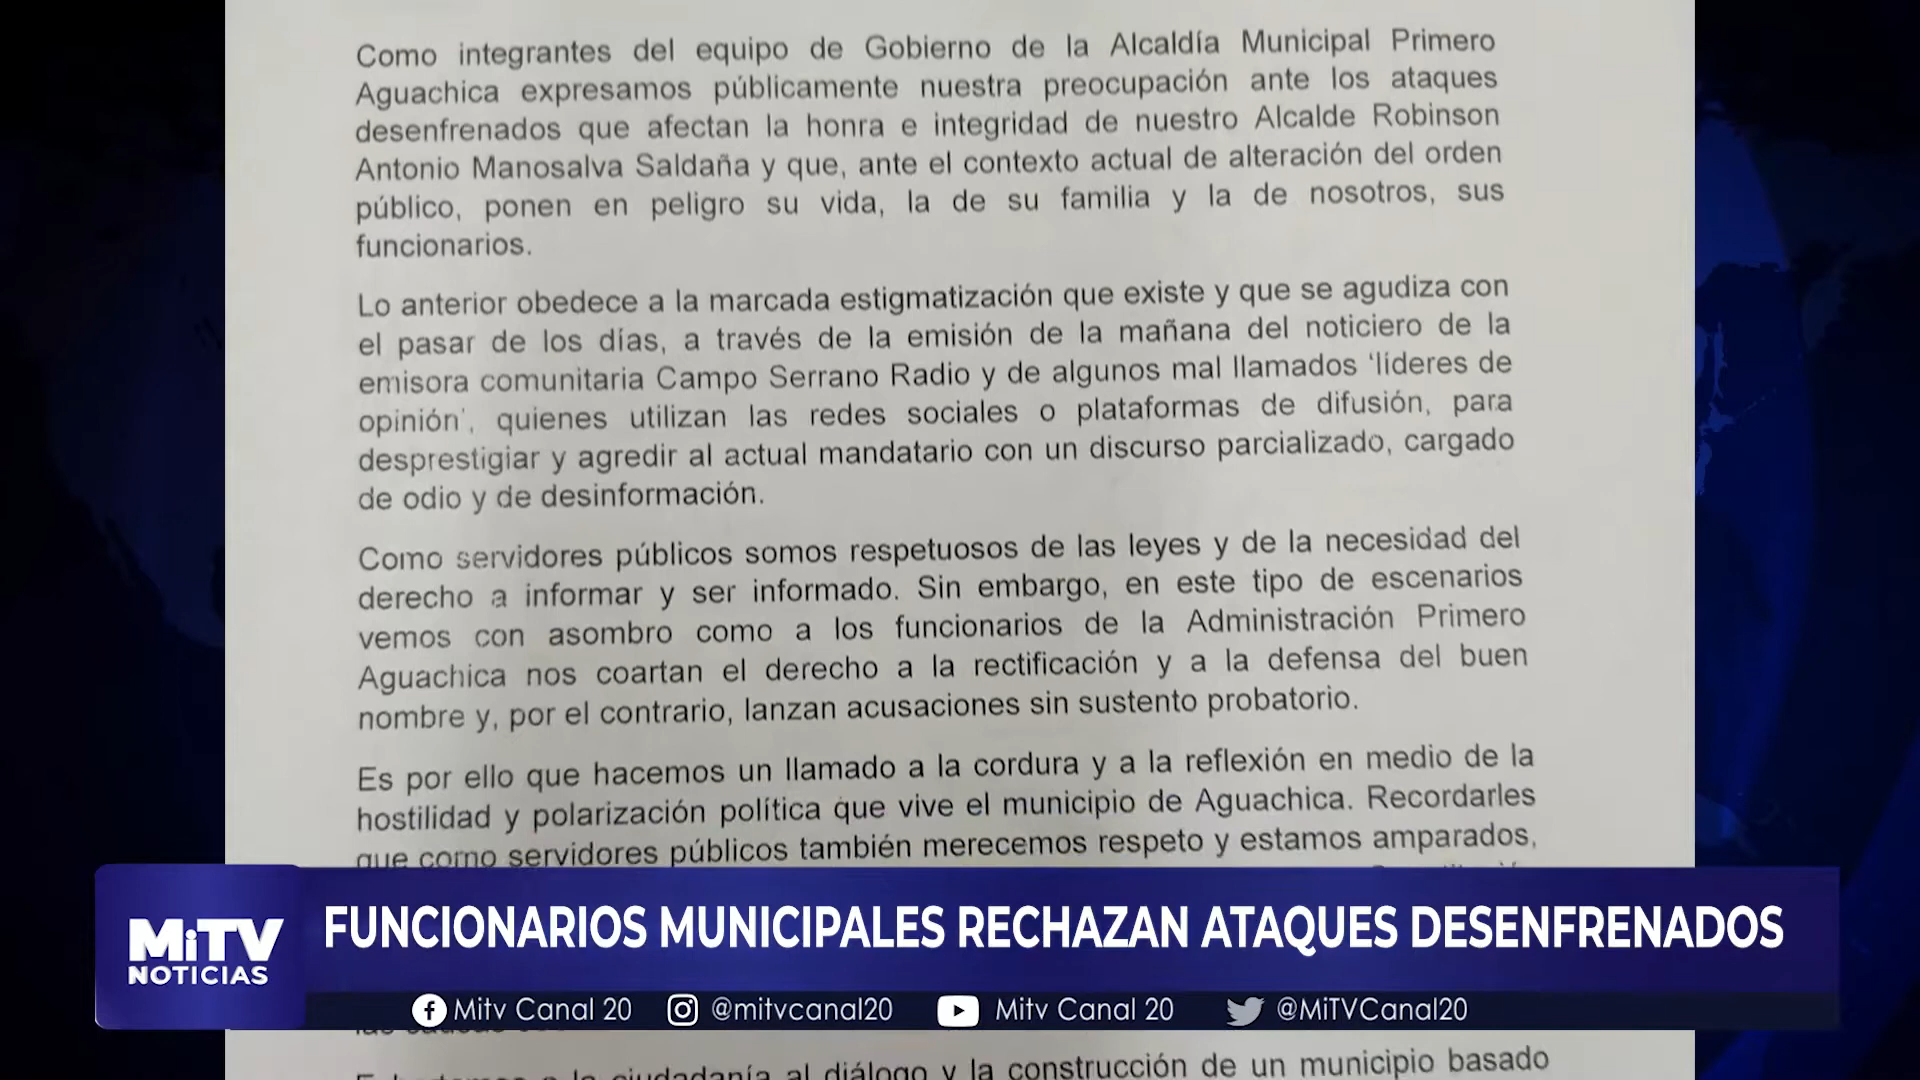 Como integrantes del equipo de Gobierno de la Alcaldía Municipal Primero
Aguachica expresamos públicamente nuestra preocupación ante los ataques
desenfrenados que afectan la honra e integridad de nuestro Alcalde Robinson
Antonio Manosalva Saldaña y que, ante el contexto actual de alteración del orden
público, ponen en peligro su vida, la de su familia y la de nosotros, sus
funcionarios.
Lo anterior obedece a la marcada estigmatización que existe y que se agudiza con
el pasar de los días, a través de la emisión de la mañana del noticiero de la
emisora comunitaria Campo Serrano Radio y de algunos mal llamados 'líderes de
opinión', quienes utilizan las redes sociales o plataformas de difusión, para
desprestigiar y agredir al actual mandatario con un discurso parcializado, cargado
de odio y de desinformación.
Como servidores públicos somos respetuosos de las leyes y de la necesidad del
derecho a informar y ser informado. Sin embargo, en este tipo de escenarios
vemos con asombro como a los funcionarios de la Administración Primero
Aguachica nos coartan el derecho a la rectificación y a la defensa del buen
nombre y, por el contrario, lanzan acusaciones sin sustento probatorio.
Es por ello que hacemos un llamado a la cordura y a la reflexión en medio de la
hostilidad y polarización política que vive el municipio de Aguachica. Recordarles
que como servidores públicos también merecemos respeto y estamos amparados,
MiTV
NOTICIAS
FUNCIONARIOS MUNICIPALES RECHAZAN ATAQUES DESENFRENADOS
Mitv Canal 20 @mitvcanal20 Mitv Canal 20 @MiTVCanal20
a la ciudadanía al diálogo y la construcción de un municipio basado